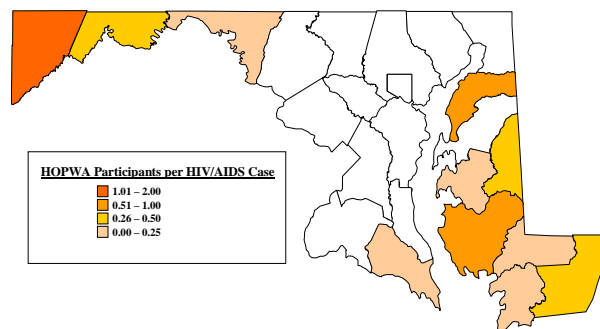 HOPWA Participants per HIV/AIDS Case
1.01 – 2.00
0.51 – 1.00
0.26 – 0.50
0.00 – 0.25